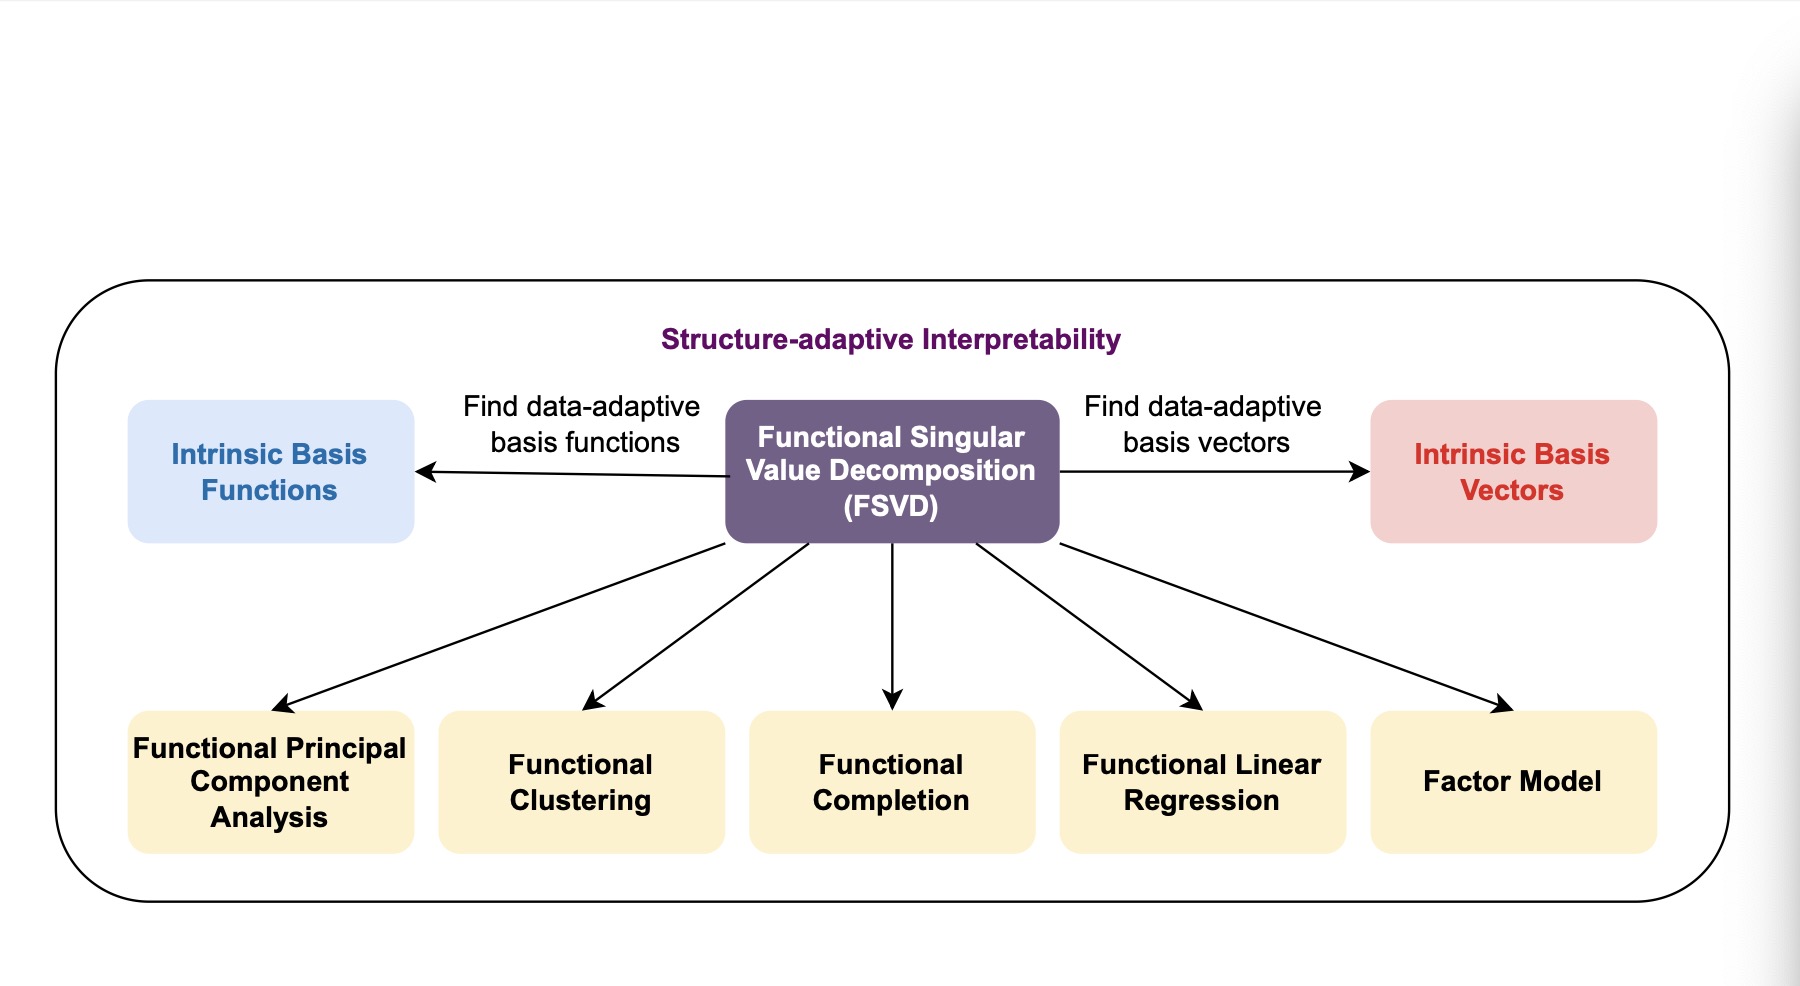 Structure-adaptive Interpretability
Find data-adaptive
basis functions
Find data-adaptive
basis vectors
Intrinsic Basis
Functions
Functional Singular
Value Decomposition
(FSVD)
Intrinsic Basis
Vectors
Functional Principal
Component
Analysis
Functional
Clustering
Functional
Completion
Functional Linear
Regression
Factor Model